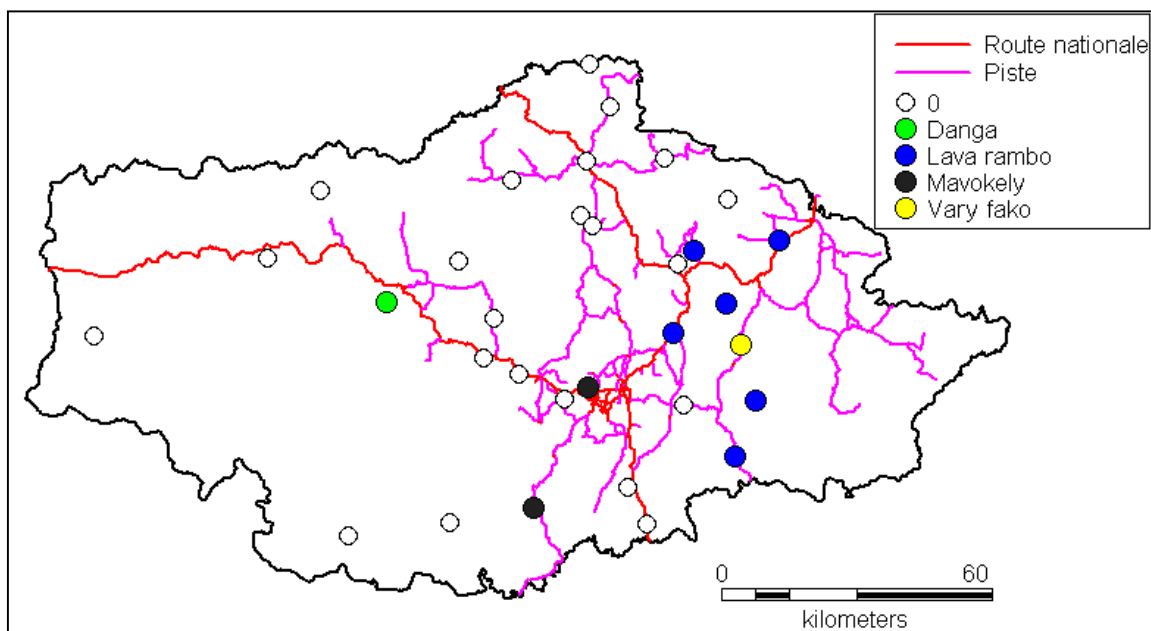 Route nationale
Piste
0
Danga
Lava rambo
Mavokely
Vary fako
0 60
kilometers